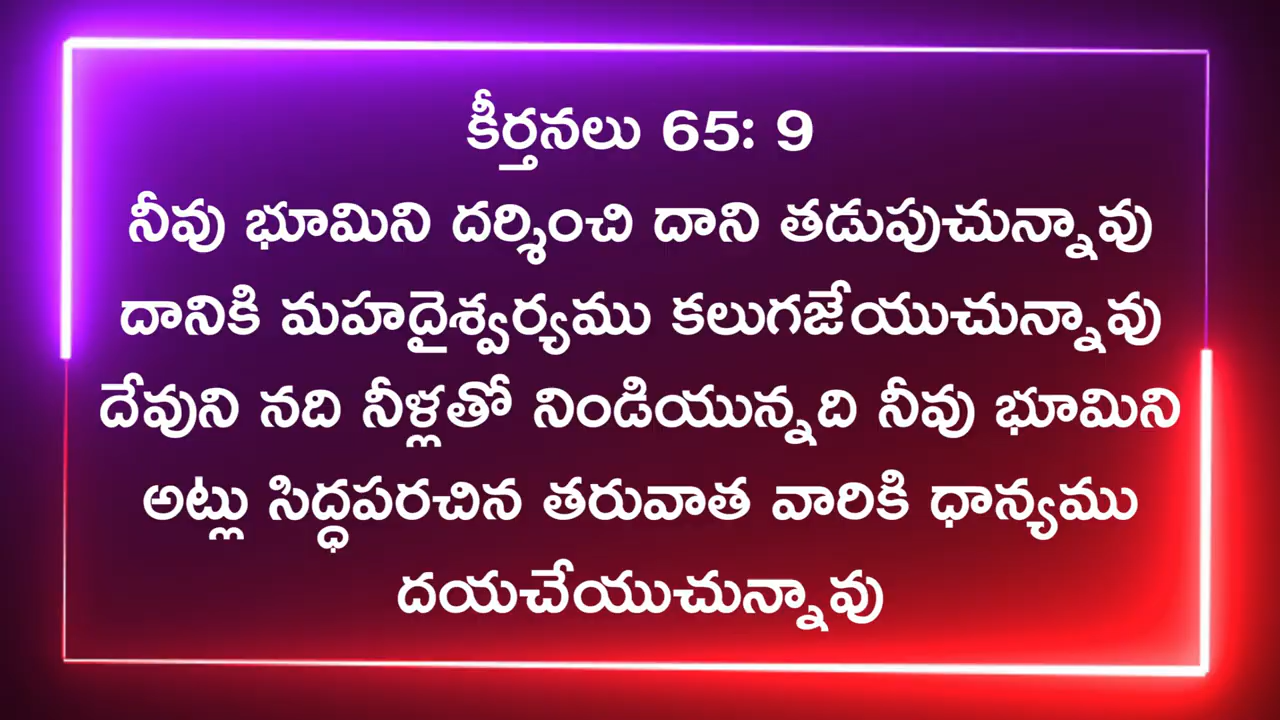 కీర్తనలు 65: 9
నీవు భూమిని దర్శించి దాని తడుపుచున్నావు
దానికి మహదైశ్వర్యము కలుగజేయుచున్నావు
దేవుని నది నీళ్లతో నిండియున్నది నీవు భూమిని
అట్లు సిద్ధపరచిన తరువాత వారికి ధాన్యము
దయచేయుచున్నావు